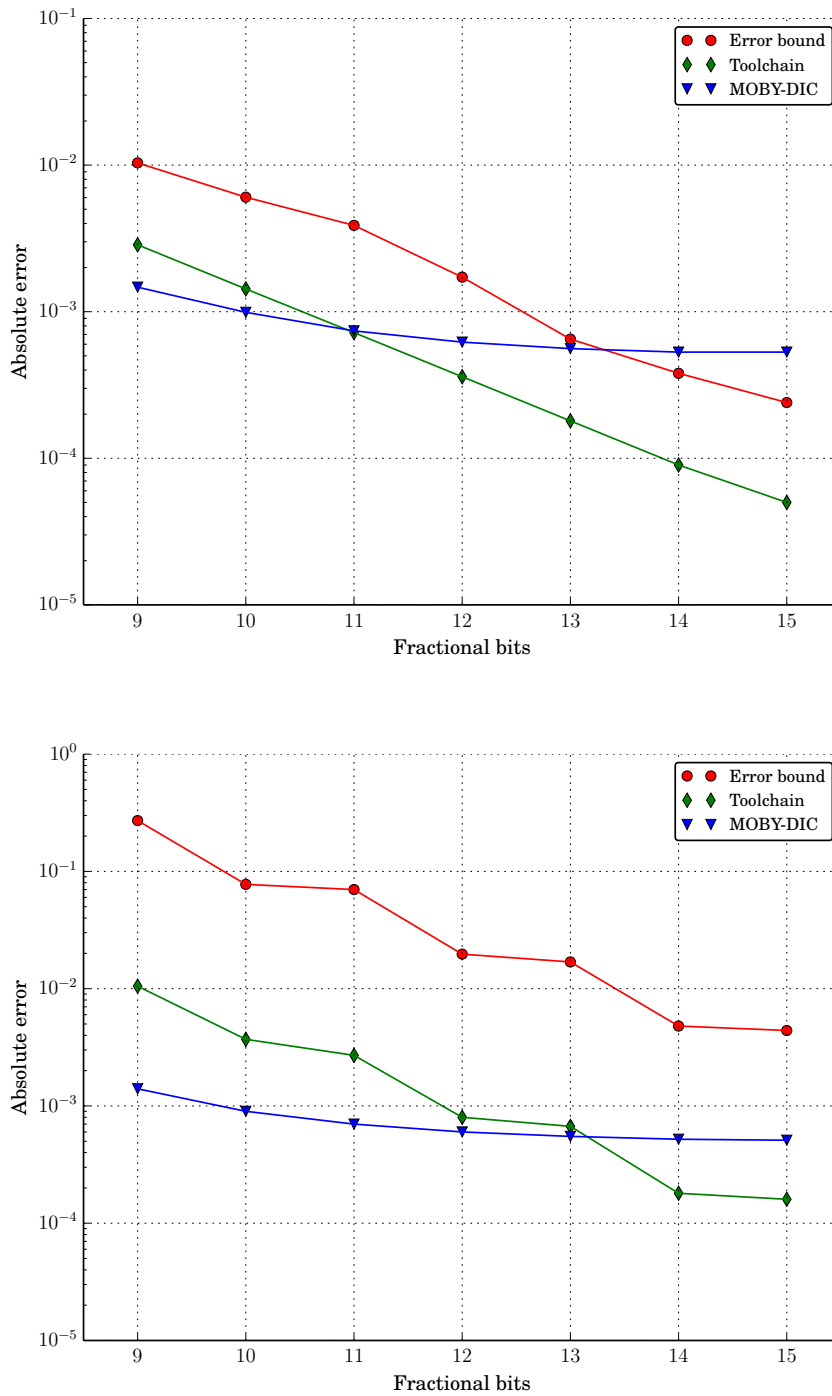 10^{-1}
Error bound
Toolchain
MOBY-DIC
10^{-2}
10^{-3}
10^{-4}
10^{-5}
Absolute error
9 10 11 12 13 14 15
Fractional bits
10^{0}
Error bound
Toolchain
MOBY-DIC
10^{-1}
10^{-2}
10^{-3}
10^{-4}
10^{-5}
Absolute error
9 10 11 12 13 14 15
Fractional bits